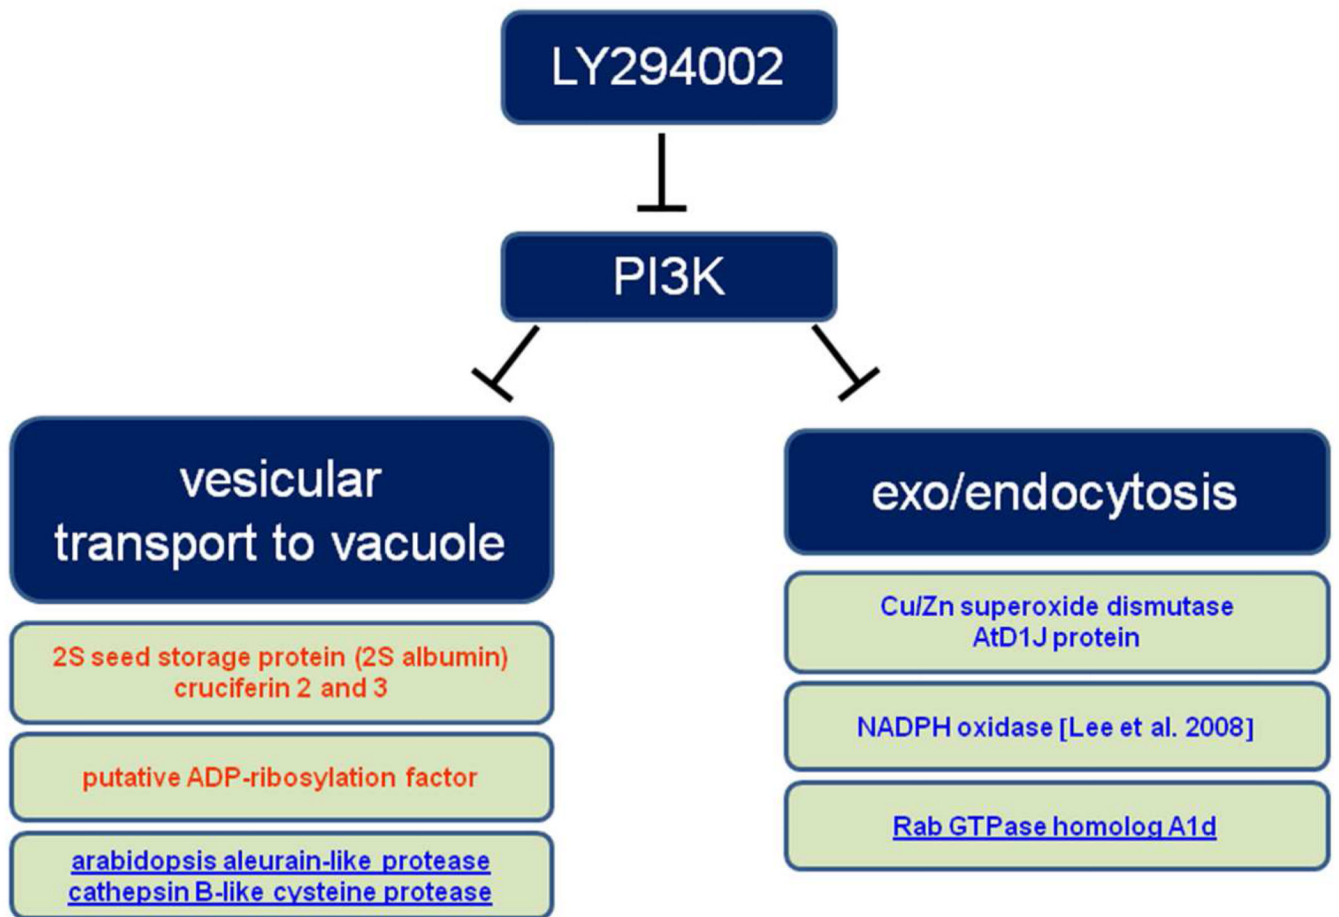 LY294002
PI3K
vesicular
transport to vacuole
2S seed storage protein (2S albumin)
cruciferin 2 and 3
putative ADP-ribosylation factor
arabidopsis aleurain-like protease
cathepsin B-like cysteine protease
exo/endocytosis
Cu/Zn superoxide dismutase
AtD1J protein
NADPH oxidase [Lee et al. 2008]
Rab GTPase homolog A1d